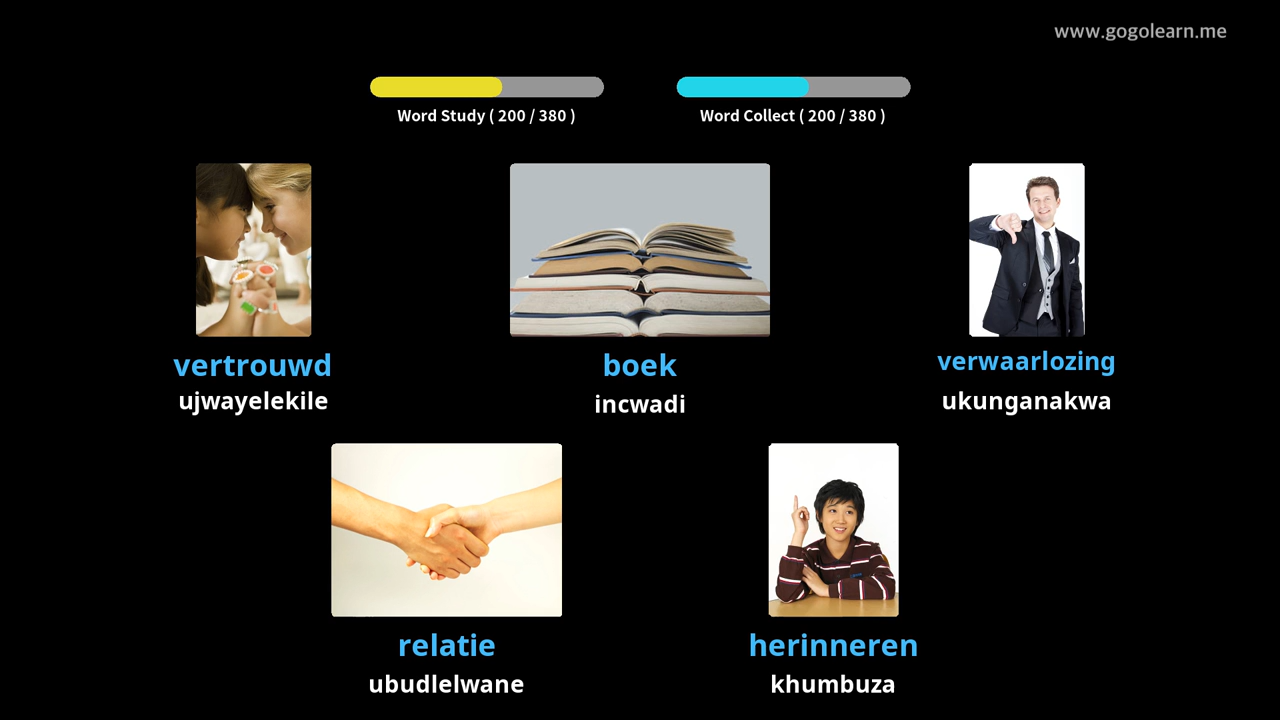 www.gogolearn.me
Word Study ( 200 / 380 )
Word Collect ( 200 / 380 )
vertrouwd
ujwayelekile
boek
incwadi
verwaarlozing
ukunganakwa
relatie
ubudlelwane
herinneren
khumbuza